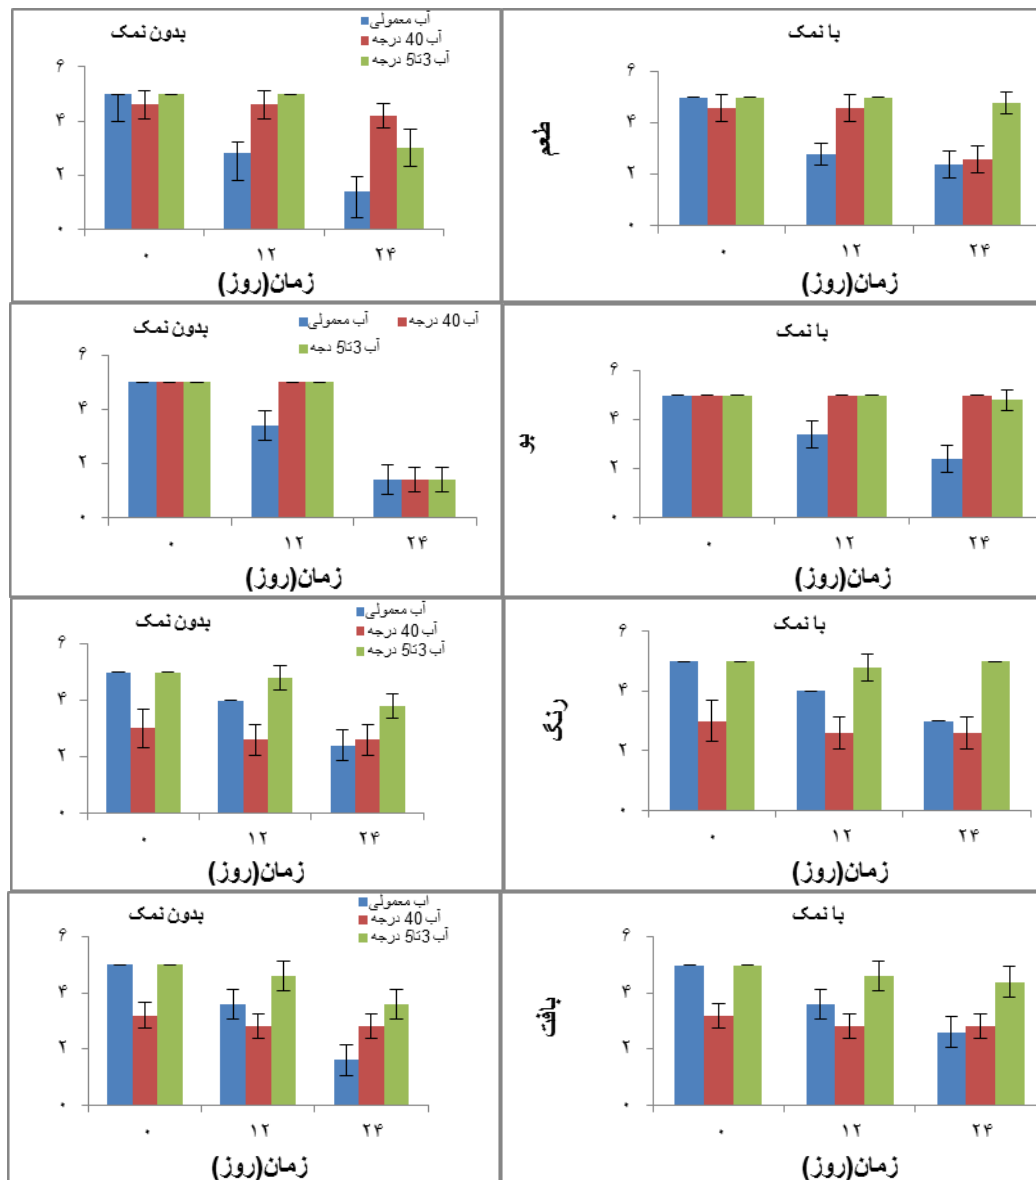 بدون نمک
آب معمولی
آب 40 درجه
آب 3تا5 درجه
۶
۴
۲
۰
۰ ۱۲ ۲۴
زمان(روز)
با نمک
طعم
۶
۴
۲
۰
۰ ۱۲ ۲۴
زمان(روز)
بدون نمک
آب معمولی
آب 40 درجه
آب 3تا5 دجه
۶
۴
۲
۰
۰ ۱۲ ۲۴
زمان(روز)
با نمک
بو
۶
۴
۲
۰
۰ ۱۲ ۲۴
زمان(روز)
بدون نمک
آب معمولی
آب 40 درجه
آب 3تا5 درجه
۶
۴
۲
۰
۰ ۱۲ ۲۴
زمان(روز)
با نمک
رنگ
۶
۴
۲
۰
۰ ۱۲ ۲۴
زمان(روز)
بدون نمک
آب معمولی
آب 40 درجه
آب 3تا5 درجه
۶
۴
۲
۰
۰ ۱۲ ۲۴
زمان(روز)
با نمک
بافت
۶
۴
۲
۰
۰ ۱۲ ۲۴
زمان(روز)